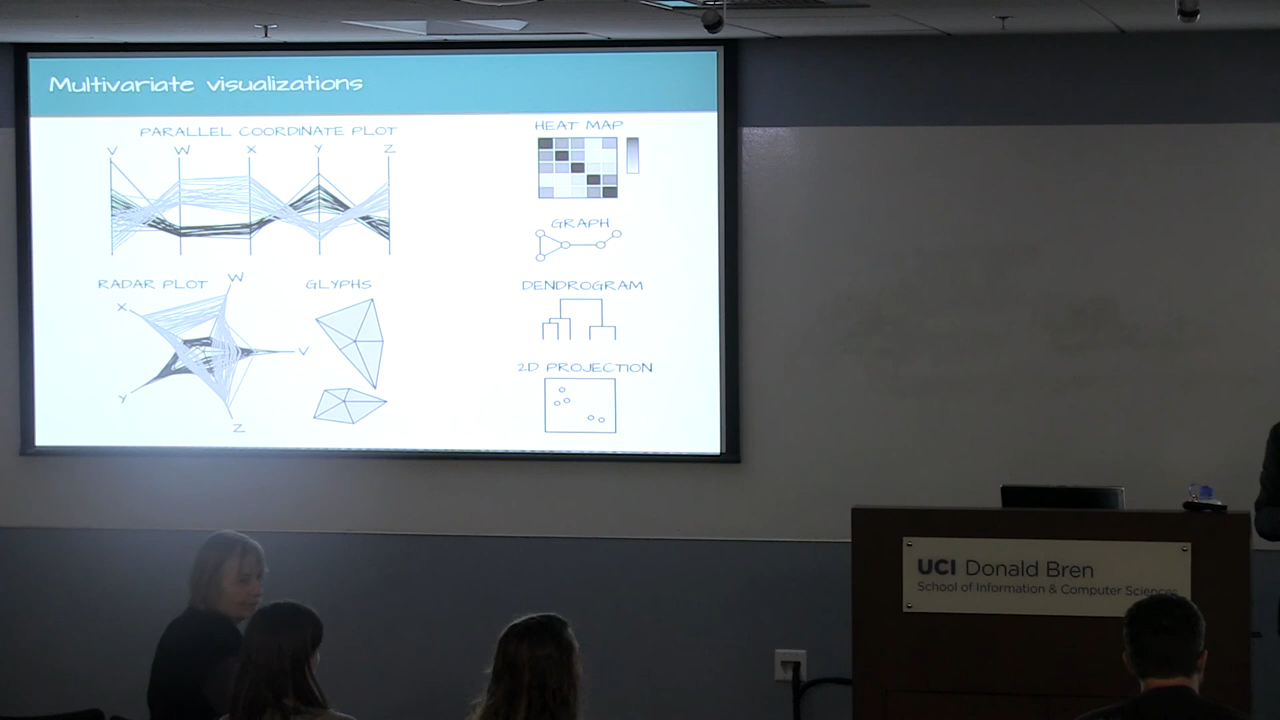 Multivariate visualizations
PARALLEL COORDINATE PLOT
V W X Y Z
RADAR PLOT
W
X
V
Y
Z
GLYPHS
HEAT MAP
GRAPH
DENDROGRAM
2D PROJECTION
UCI Donald Bren
School of Information & Computer Sciences